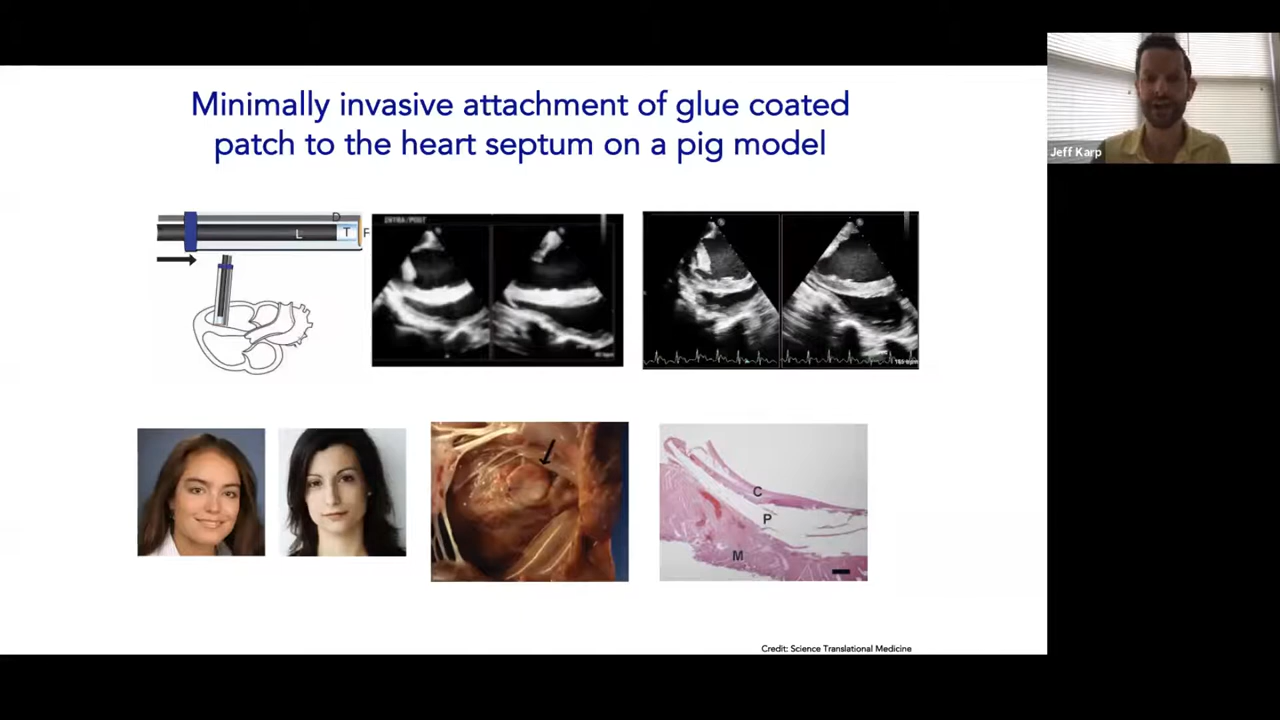 Minimally invasive attachment of glue coated
patch to the heart septum on a pig model
Jeff Karp
D
L
T
F
C
P
M
Credit: Science Translational Medicine